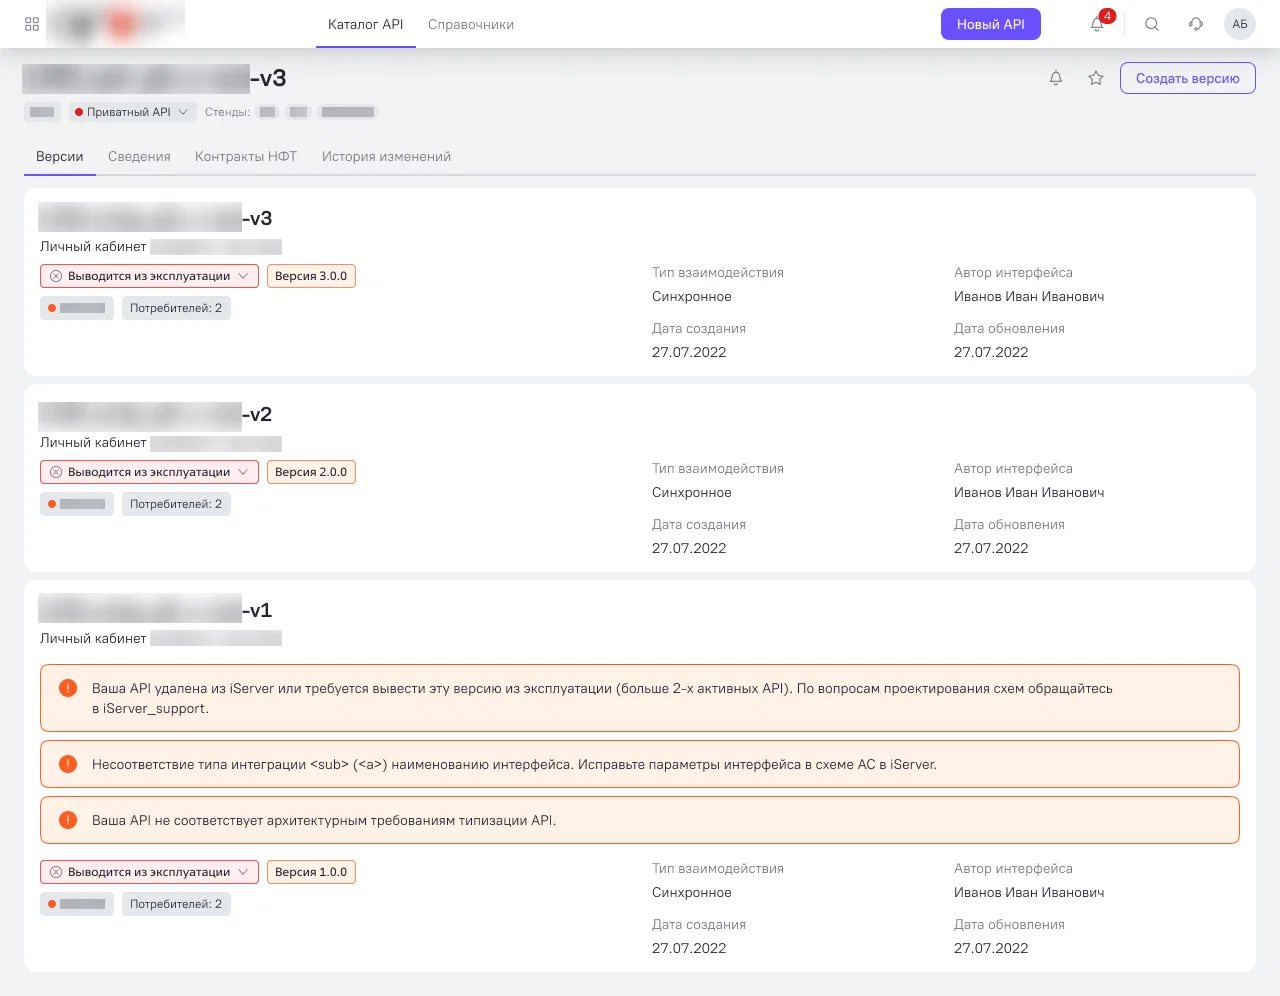 Каталог API Справочники Новый API 4 АБ
-v3 Создать версию
Приватный API Стенды:
Версии Сведения Контракты НФТ История изменений
-v3
Личный кабинет
Выводится из эксплуатации Версия 3.0.0 Тип взаимодействия Автор интерфейса
Синхронное Иванов Иван Иванович
Потребителей: 2
Дата создания Дата обновления
27.07.2022 27.07.2022
-v2
Личный кабинет
Выводится из эксплуатации Версия 2.0.0 Тип взаимодействия Автор интерфейса
Синхронное Иванов Иван Иванович
Потребителей: 2
Дата создания Дата обновления
27.07.2022 27.07.2022
-v1
Личный кабинет
Ваша API удалена из iServer или требуется вывести эту версию из эксплуатации (больше 2-х активных API). По вопросам проектирования схем обращайтесь
в iServer_support.
Несоответствие типа интеграции <sub> (<a>) наименованию интерфейса. Исправьте параметры интерфейса в схеме АС в iServer.
Ваша API не соответствует архитектурным требованиям типизации API.
Выводится из эксплуатации Версия 1.0.0 Тип взаимодействия Автор интерфейса
Синхронное Иванов Иван Иванович
Потребителей: 2
Дата создания Дата обновления
27.07.2022 27.07.2022